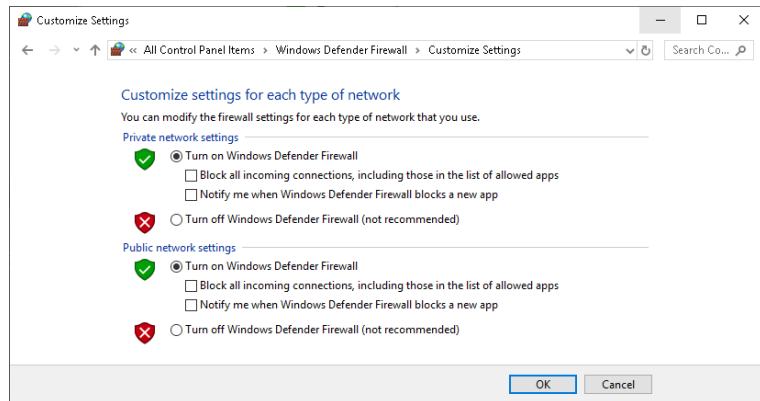 Customize Settings
« All Control Panel Items > Windows Defender Firewall > Customize Settings
Search Co...
Customize settings for each type of network
You can modify the firewall settings for each type of network that you use.
Private network settings
Turn on Windows Defender Firewall
Block all incoming connections, including those in the list of allowed apps
Notify me when Windows Defender Firewall blocks a new app
Turn off Windows Defender Firewall (not recommended)
Public network settings
Turn on Windows Defender Firewall
Block all incoming connections, including those in the list of allowed apps
Notify me when Windows Defender Firewall blocks a new app
Turn off Windows Defender Firewall (not recommended)
OK Cancel